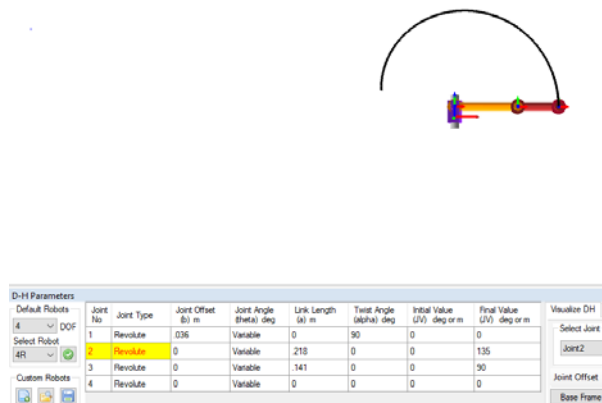 D-H Parameters
Default Robots
4 DOF
Select Robot
4R
Custom Robots
Joint No Joint Type Joint Offset (b) m Joint Angle (theta) deg Link Length (a) m Twist Angle (alpha) deg Initial Value (JV) deg or m Final Value (JV) deg or m
1 Revolute .036 Variable 0 90 0 0
2 Revolute 0 Variable .218 0 0 135
3 Revolute 0 Variable .141 0 0 90
4 Revolute 0 Variable 0 0 0 0
Visualize DH
Select Joint
Joint2
Joint Offset
Base Frame